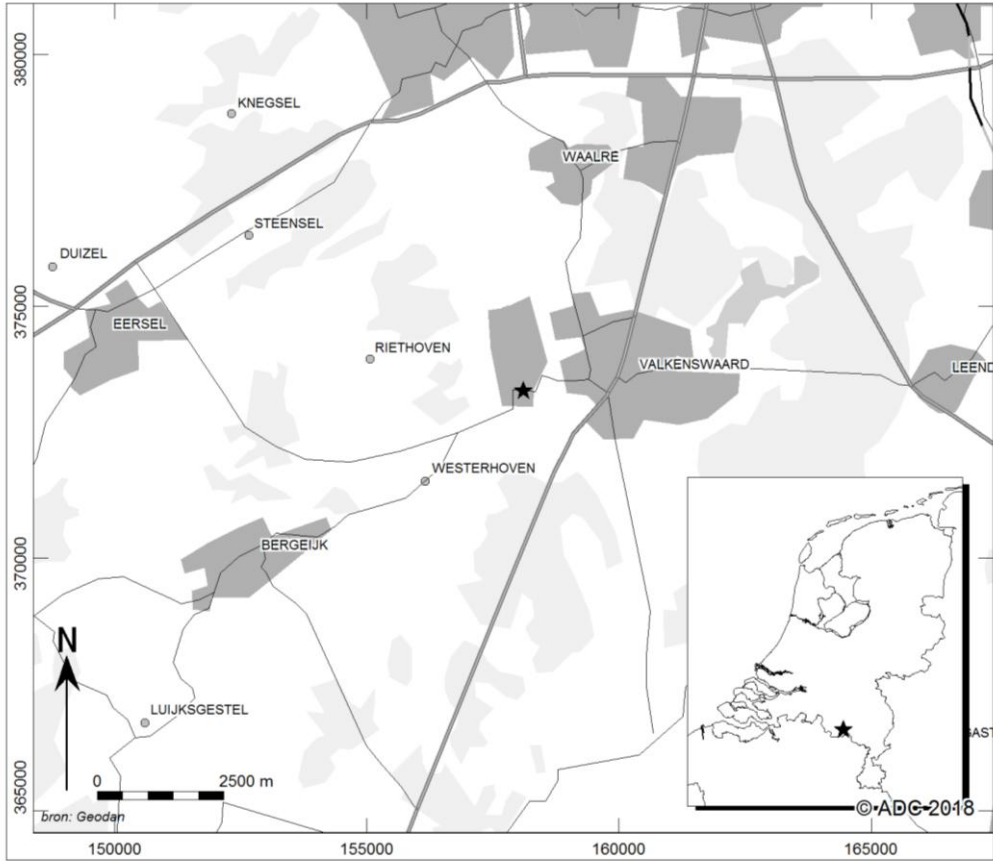 380000
KNEGSEL
WAALRE
STEENSEL
DUIZEL
375000
EERSEL
RIETHOVEN
VALKENSWAARD
LEEND
WESTERHOVEN
BERGEIJK
370000
N
LUIJKSGESTEL
GAST
0 2500 m
365000
© ADC 2018
bron: Geodan
150000 155000 160000 165000